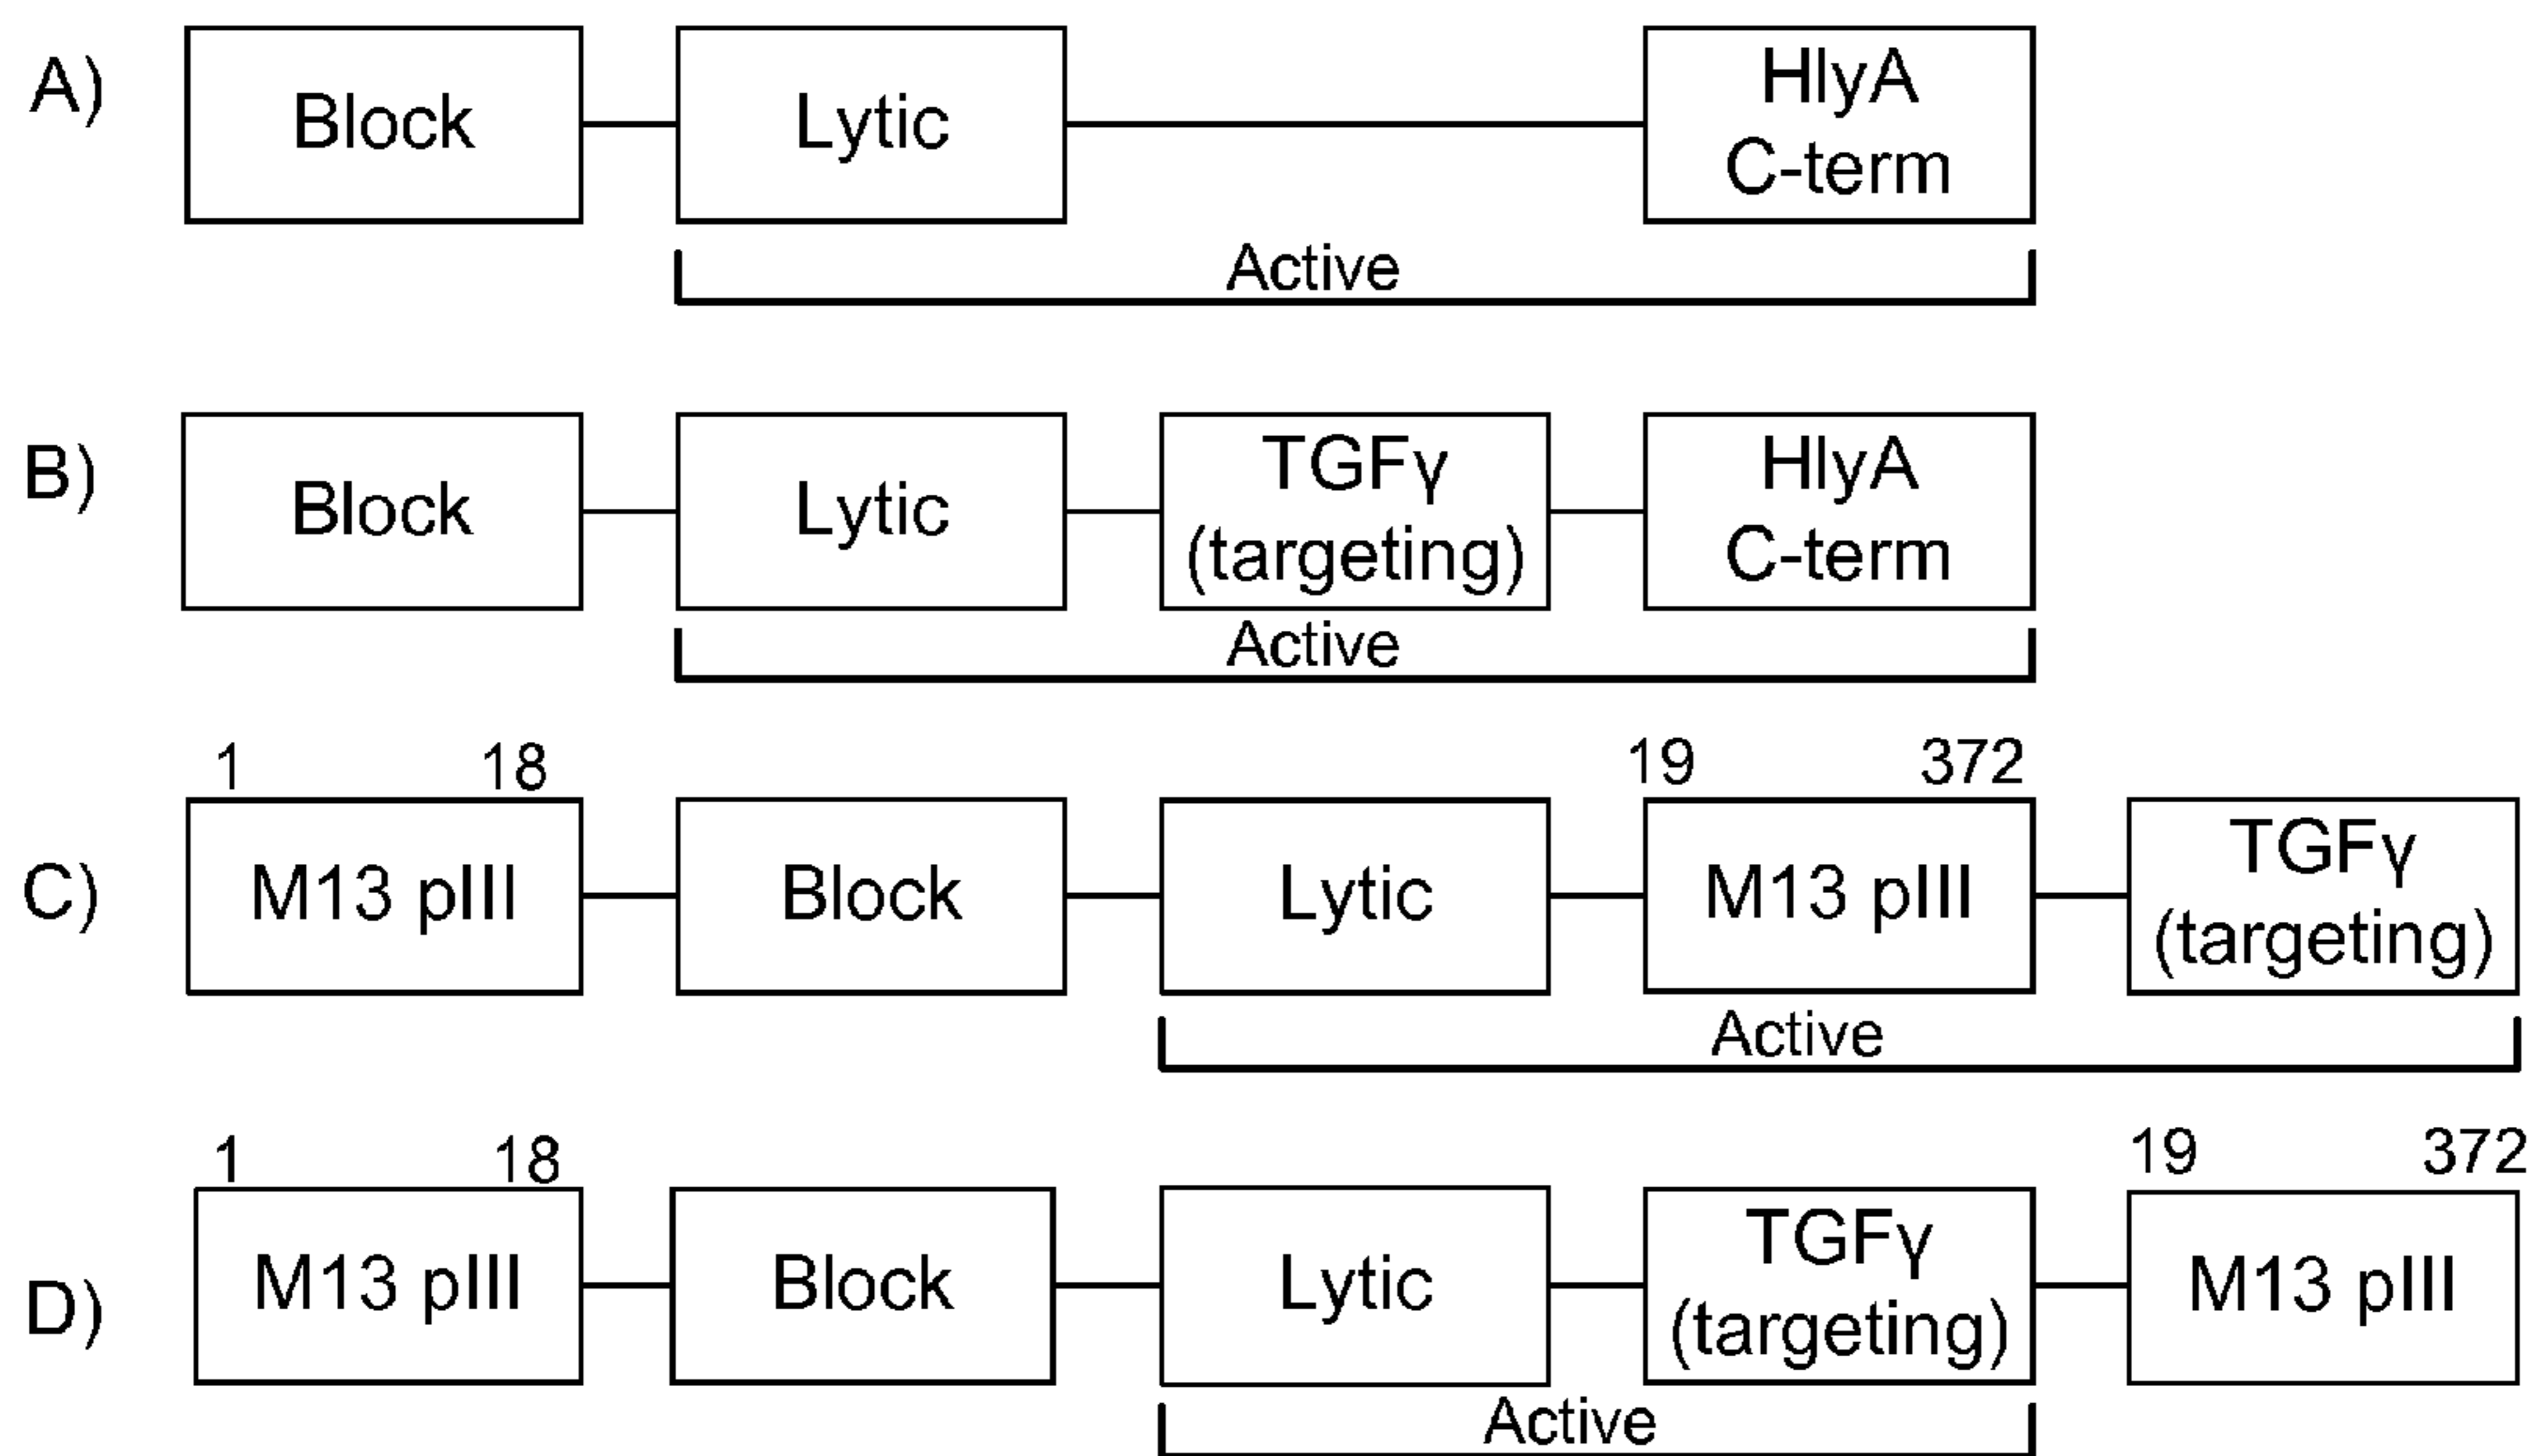 A)
Block
Lytic
HlyA
C-term
Active
B)
Block
Lytic
TGFγ
(targeting)
HlyA
C-term
Active
1 18 19 372
C)
M13 pIII
Block
Lytic
M13 pIII
TGFγ
(targeting)
Active
1 18 19 372
D)
M13 pIII
Block
Lytic
TGFγ
(targeting)
M13 pIII
Active